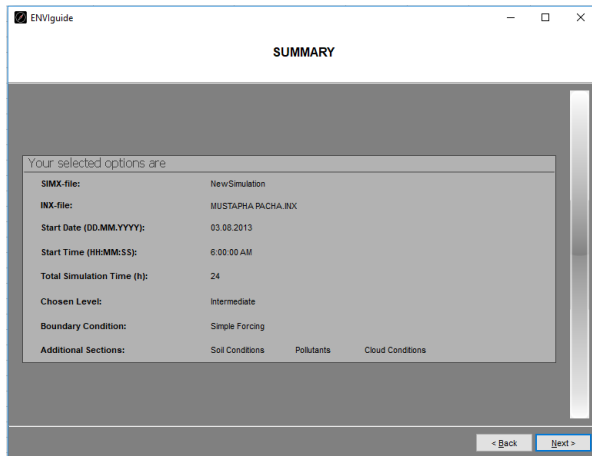 ENVIguide
SUMMARY
Your selected options are
SIMX-file: NewSimulation
INX-file: MUSTAPHA PACHA.INX
Start Date (DD.MM.YYYY): 03.08.2013
Start Time (HH:MM:SS): 6:00:00 AM
Total Simulation Time (h): 24
Chosen Level: Intermediate
Boundary Condition: Simple Forcing
Additional Sections: Soil Conditions Pollutants Cloud Conditions
< Back Next >